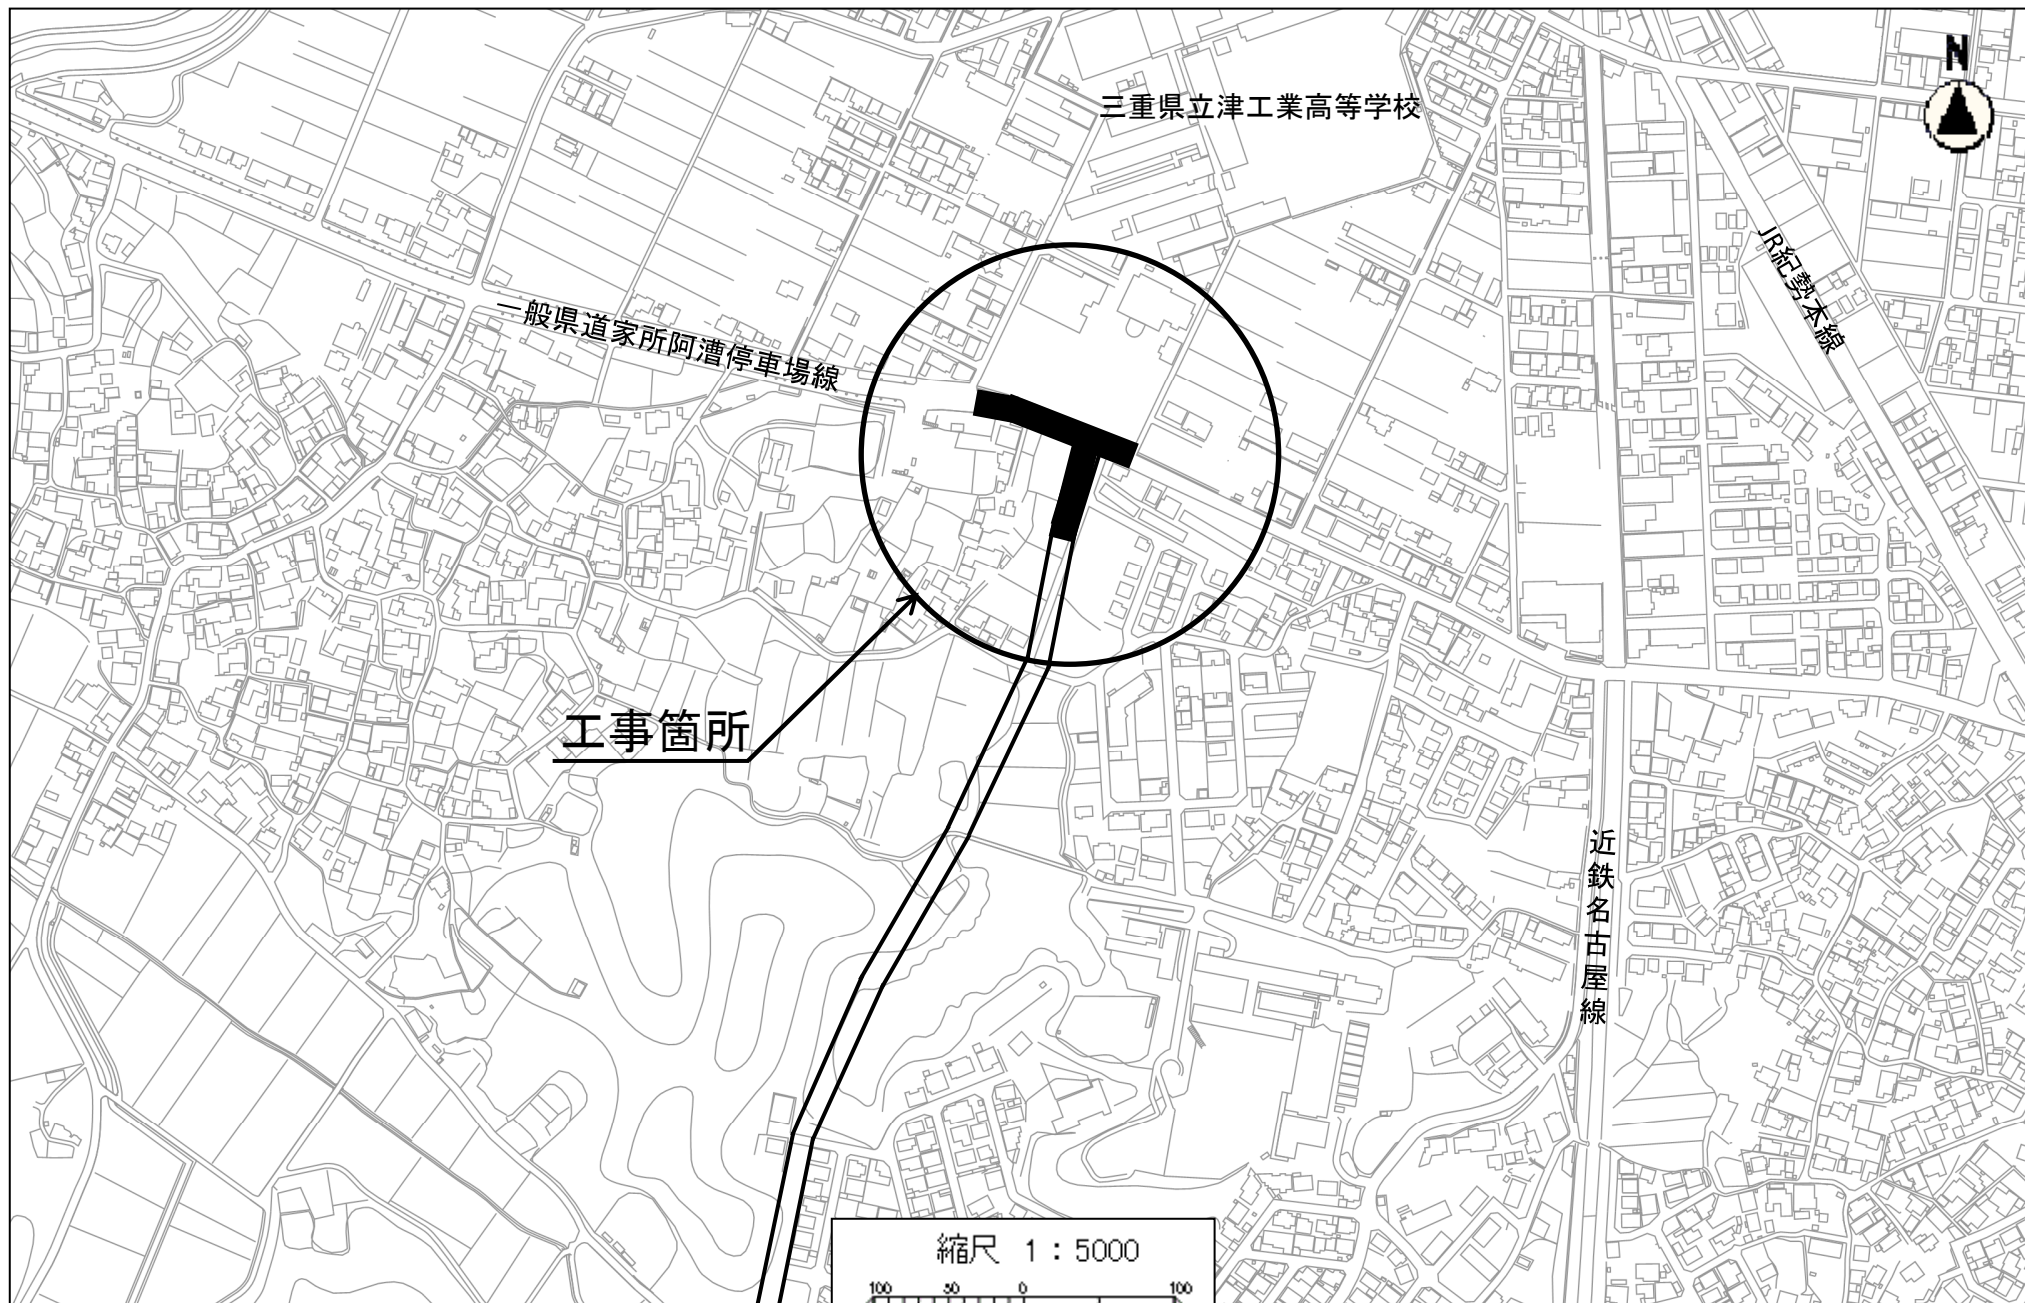 N
三重県立津工業高等学校
JR紀勢本線
一般県道家所阿漕停車場線
工事箇所
近鉄名古屋線
縮尺 1：5000
100 50 0 100